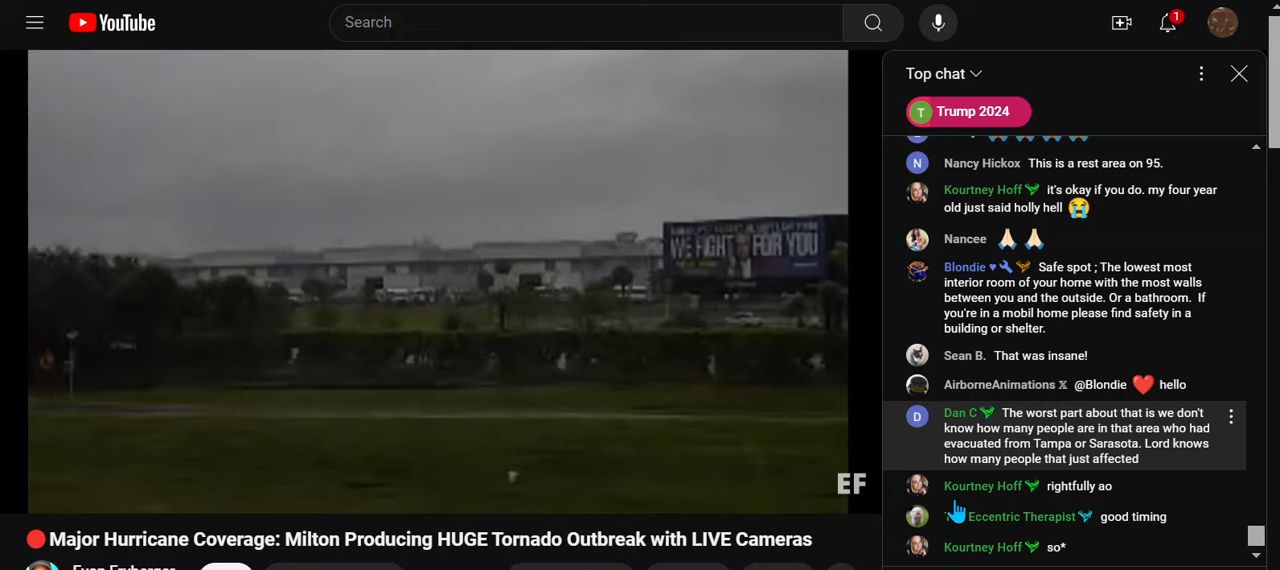 YouTube
Search
1
WE FIGHT FOR YOU
EF
Major Hurricane Coverage: Milton Producing HUGE Tornado Outbreak with LIVE Cameras
Top chat
T Trump 2024
N Nancy Hickox This is a rest area on 95.
Kourtney Hoff it's okay if you do. my four year
old just said holly hell
Nancee
Blondie Safe spot ; The lowest most
interior room of your home with the most walls
between you and the outside. Or a bathroom. If
you're in a mobil home please find safety in a
building or shelter.
Sean B. That was insane!
AirborneAnimations X @Blondie ❤️ hello
D Dan C The worst part about that is we don't
know how many people are in that area who had
evacuated from Tampa or Sarasota. Lord knows
how many people that just affected
Kourtney Hoff rightfully ao
Eccentric Therapist good timing
Kourtney Hoff so*